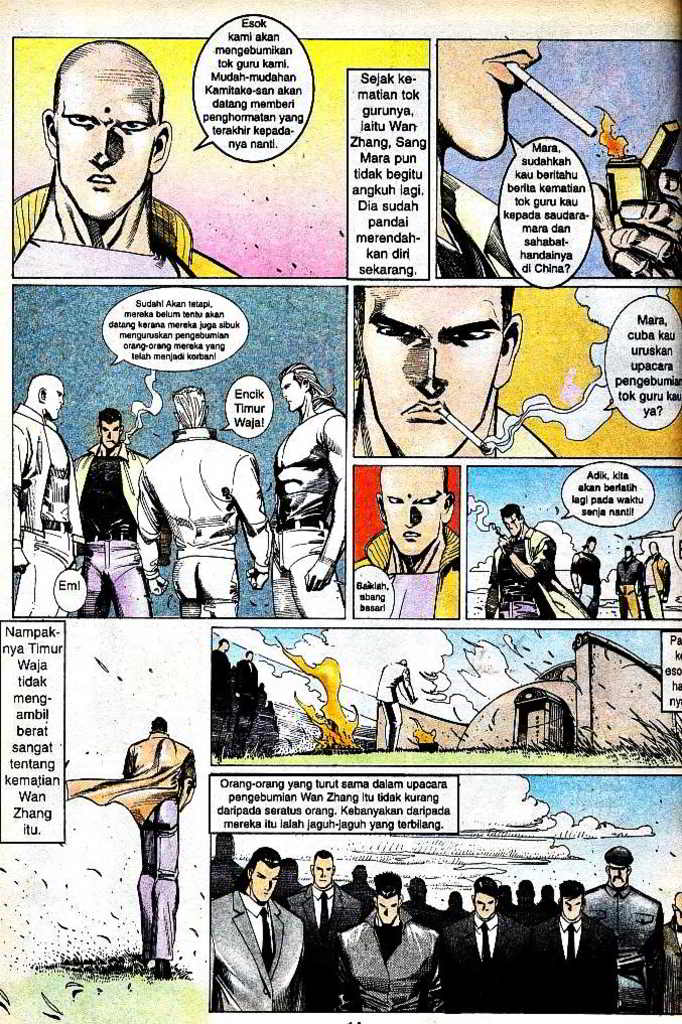 Esok
kami akan
mengebumikan
tok guru kami.
Mudah-mudahan
Kamitake-san akan
datang memberi
penghormatan yang
terakhir kepada-
nya nanti.
Sejak ke-
matian tok
gurunya,
iaitu Wan
Zhang, Sang
Mara pun
tidak begitu
angkuh lagi.
Dia sudah
pandai
merendah-
kan diri
sekarang.
Mara,
sudahkah
kau beritahu
berita kematian
tok guru kau
kepada saudara-
mara dan
sahabat-
handainya
di China?
Sudah! Akan tetapi,
mereka belum tentu akan
datang kerana mereka juga sibuk
menguruskan pengebumian
orang-orang mereka yang
telah menjadi korban!
Encik
Timur
Waja!
Em!
Mara,
cuba kau
uruskan
upacara
pengebumian
tok guru kau
ya?
Baiklah,
abang
besar!
Adik, kita
akan berlatih
lagi pada waktu
senja nanti!
Nampak-
nya Timur
Waja
tidak
meng-
ambil
berat
sangat
tentang
kematian
Wan
Zhang
itu.
Orang-orang yang turut sama dalam upacara
pengebumian Wan Zhang itu tidak kurang
daripada seratus orang. Kebanyakan daripada
mereka itu ialah jaguh-jaguh yang terbilang.